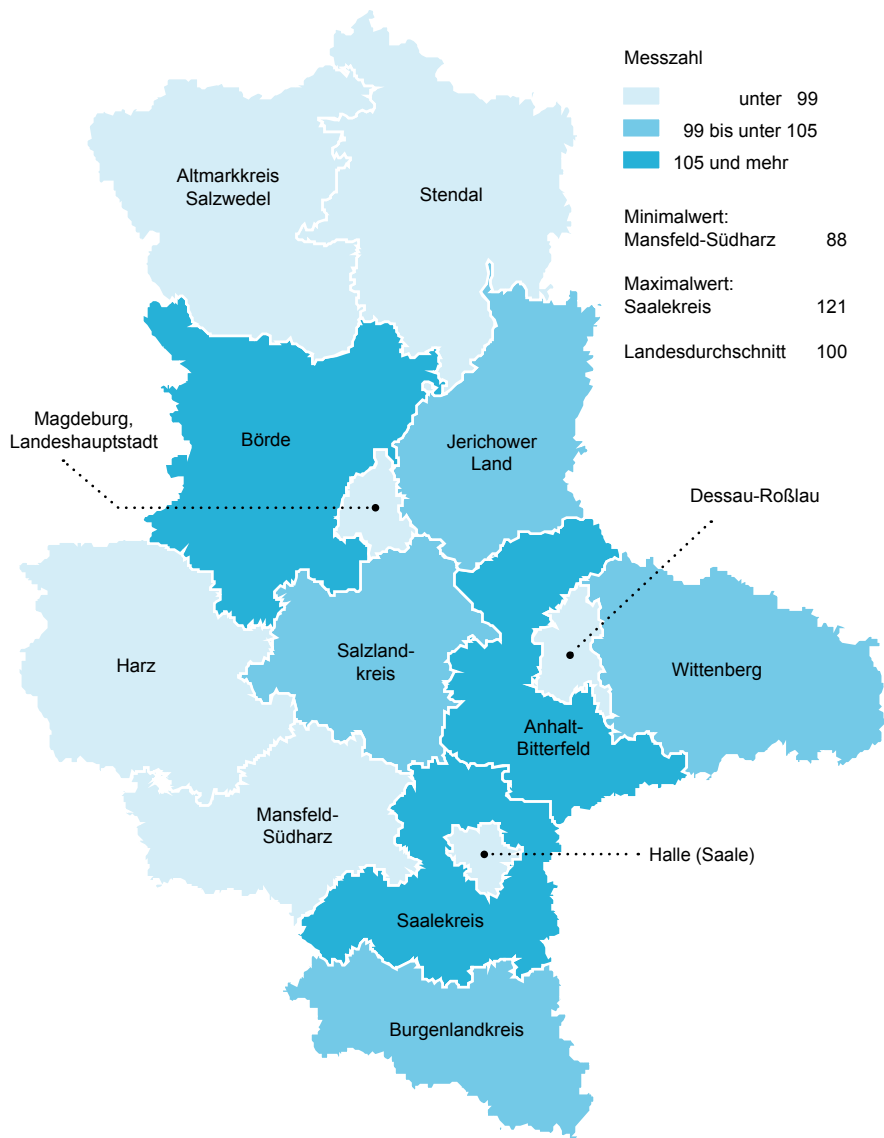 Messzahl
unter 99
99 bis unter 105
105 und mehr
Minimalwert:
Mansfeld-Südharz 88
Maximalwert:
Saalekreis 121
Landesdurchschnitt 100
Altmarkkreis
Salzwedel
Stendal
Magdeburg,
Landeshauptstadt
Börde
Jerichower
Land
Dessau-Roßlau
Harz
Salzland-
kreis
Wittenberg
Anhalt-
Bitterfeld
Mansfeld-
Südharz
Halle (Saale)
Saalekreis
Burgenlandkreis